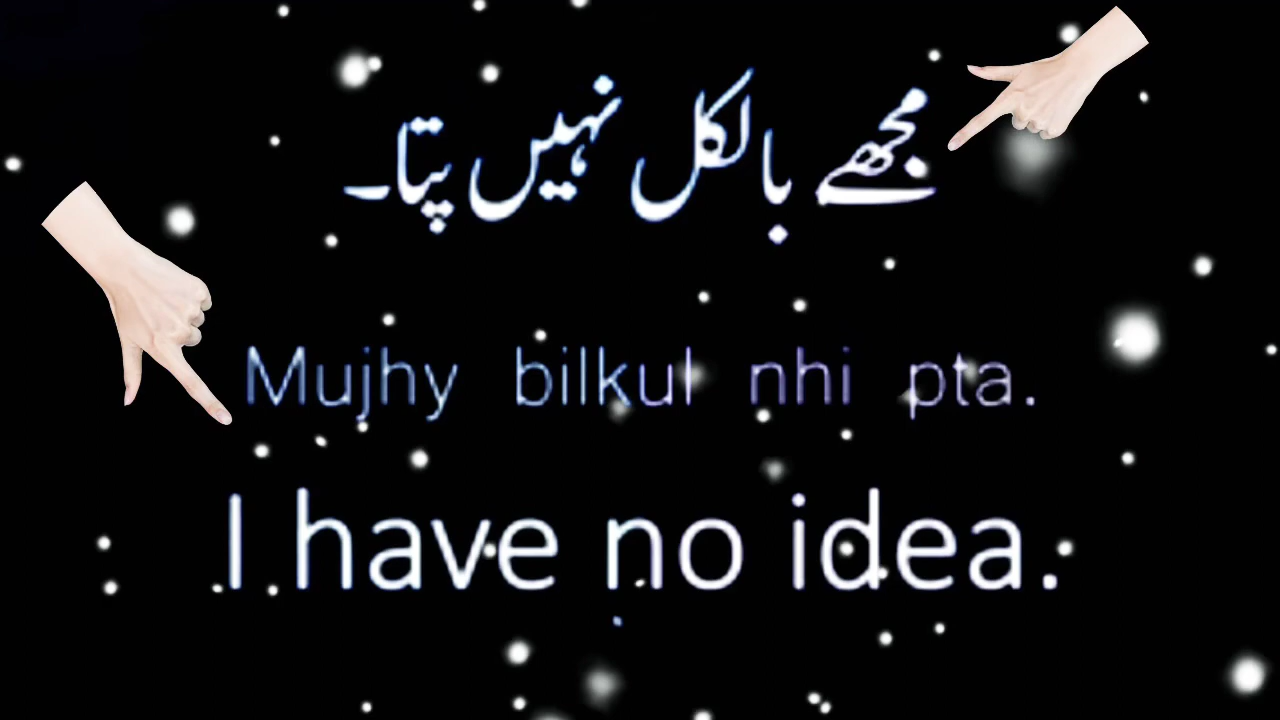 مجھے بالکل نہیں پتا۔
Mujhy bilkul nhi pta.
I have no idea.